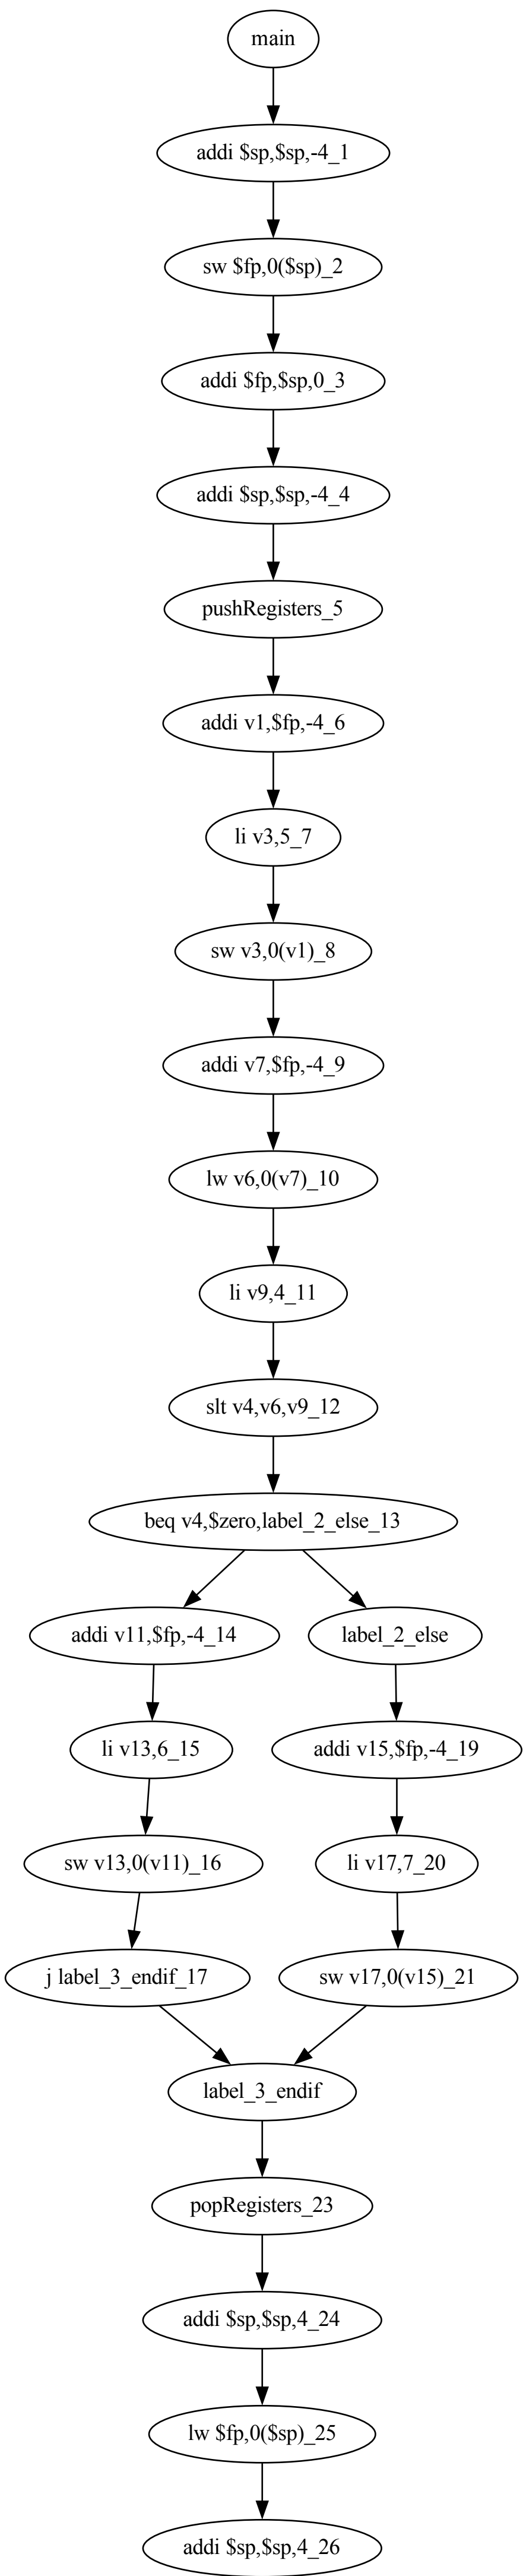 main
addi $sp,$sp,-4_1
sw $fp,0($sp)_2
addi $fp,$sp,0_3
addi $sp,$sp,-4_4
pushRegisters_5
addi v1,$fp,-4_6
li v3,5_7
sw v3,0(v1)_8
addi v7,$fp,-4_9
lw v6,0(v7)_10
li v9,4_11
slt v4,v6,v9_12
beq v4,$zero,label_2_else_13
addi v11,$fp,-4_14
label_2_else
li v13,6_15
addi v15,$fp,-4_19
sw v13,0(v11)_16
li v17,7_20
j label_3_endif_17
sw v17,0(v15)_21
label_3_endif
popRegisters_23
addi $sp,$sp,4_24
lw $fp,0($sp)_25
addi $sp,$sp,4_26